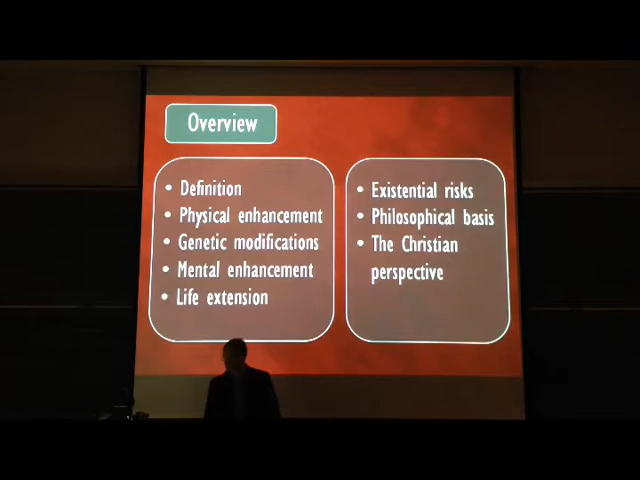 Overview
• Definition
• Physical enhancement
• Genetic modifications
• Mental enhancement
• Life extension
• Existential risks
• Philosophical basis
• The Christian
perspective